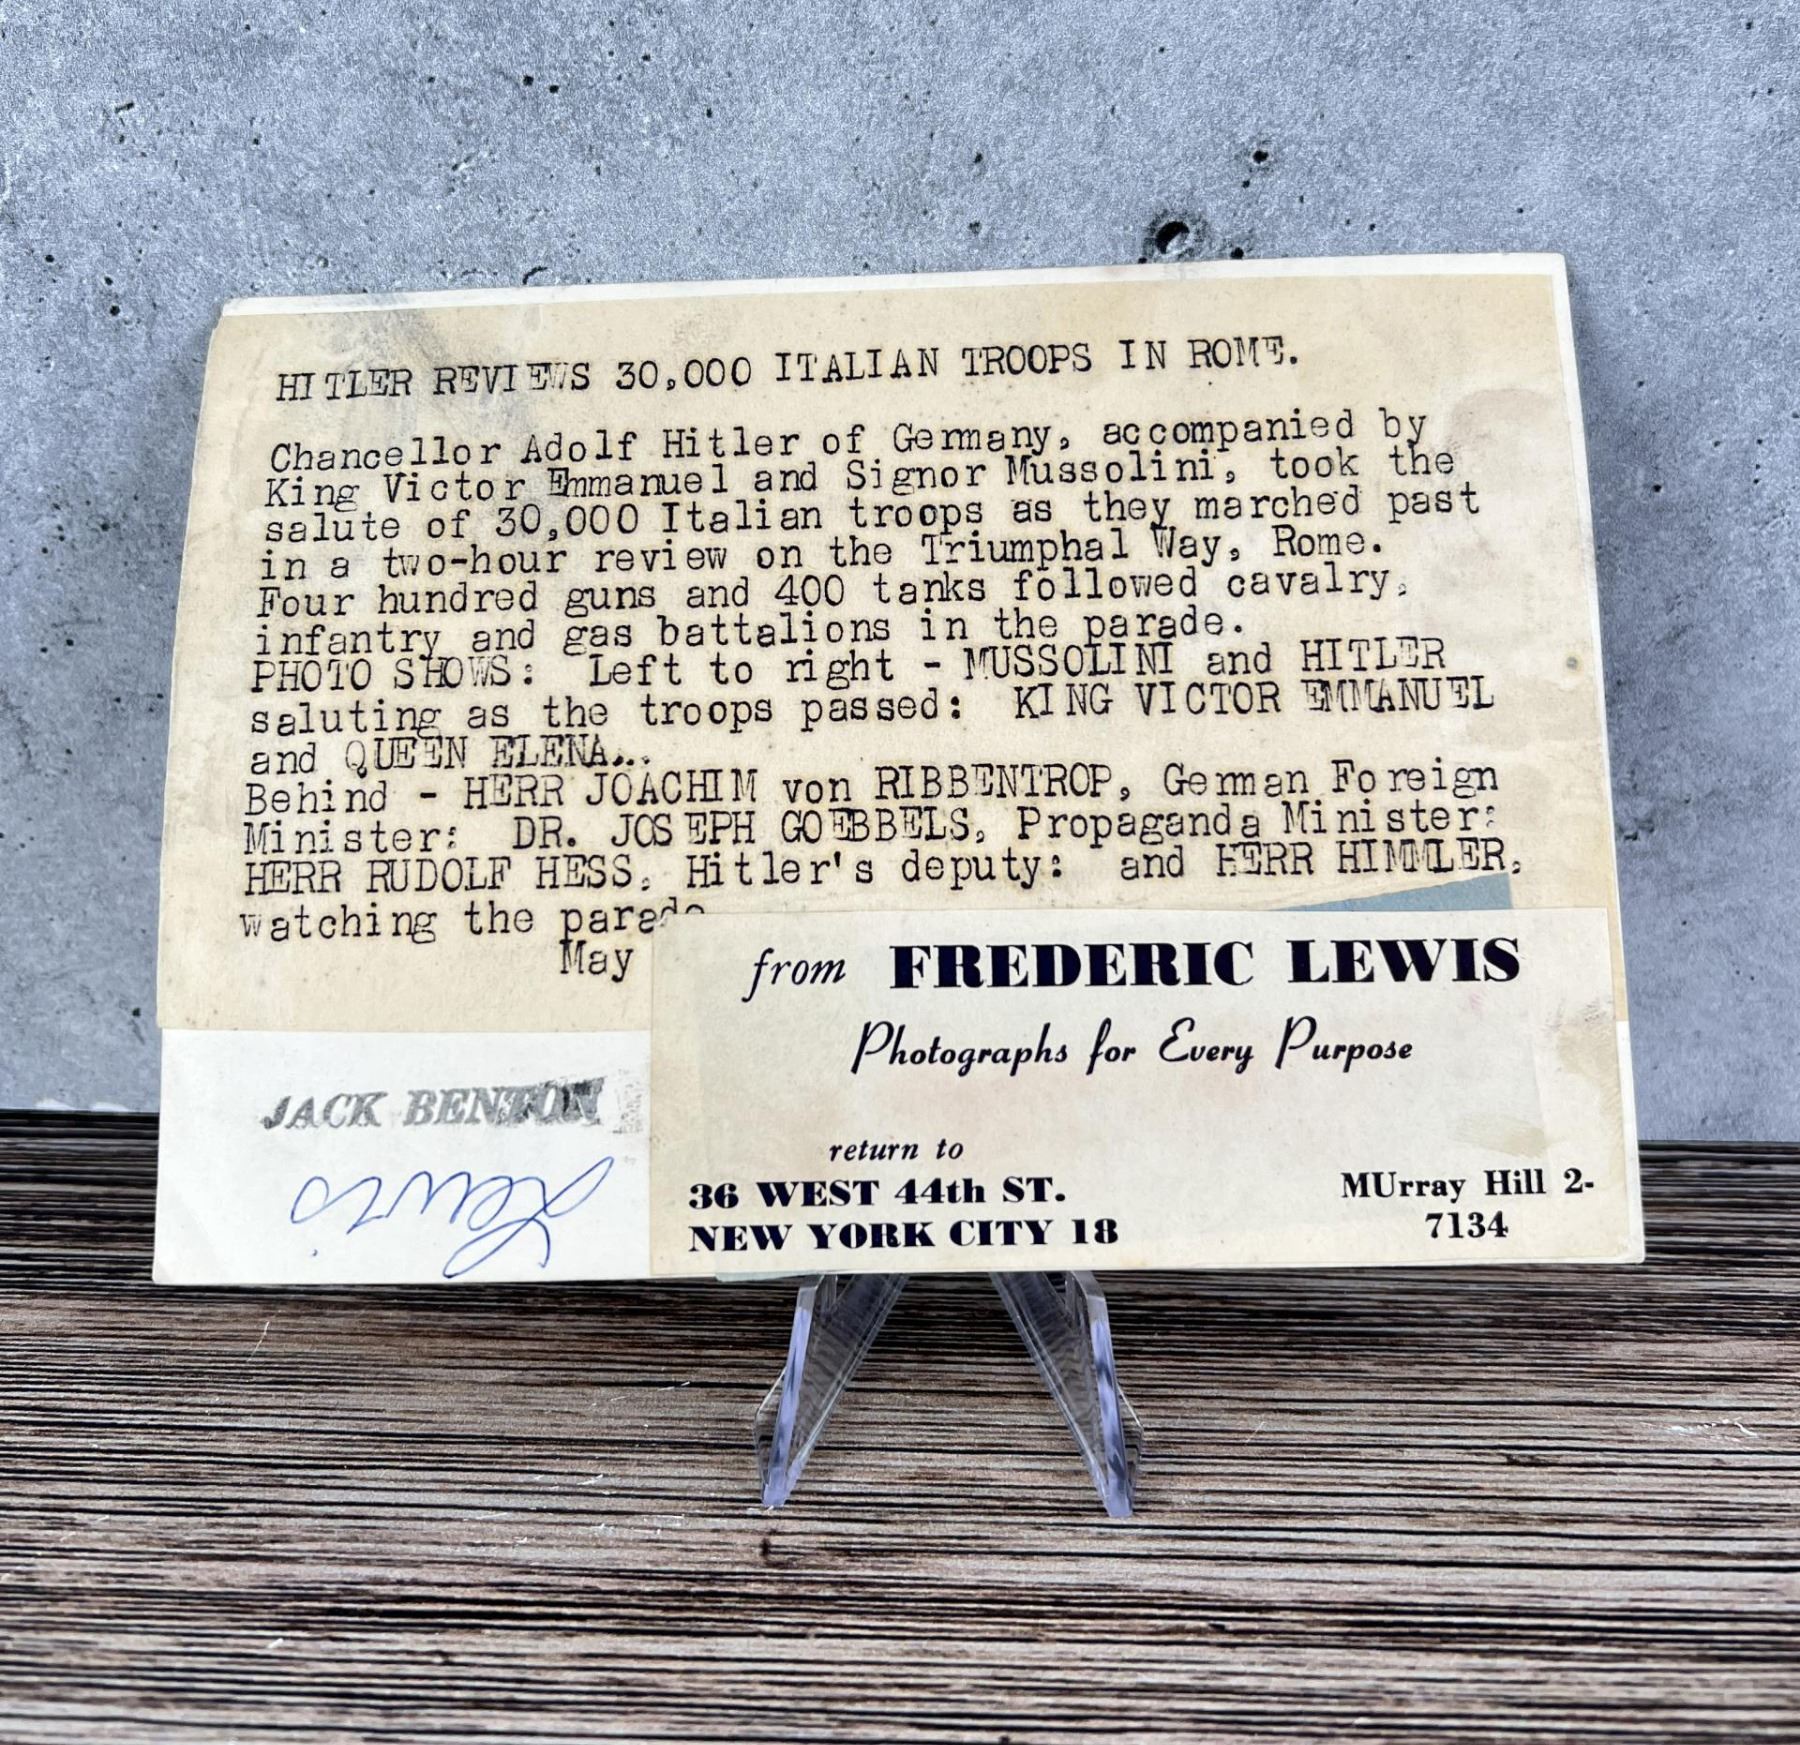 HITLER REVIEWS 30,000 ITALIAN TROOPS IN ROME.
Chancellor Adolf Hitler of Germany, accompanied by
King Victor Emmanuel and Signor Mussolini, took the
salute of 30,000 Italian troops as they marched past
in a two-hour review on the Triumphal Way, Rome.
Four hundred guns and 400 tanks followed cavalry,
infantry and gas battalions in the parade.
PHOTO SHOWS: Left to right - MUSSOLINI and HITLER
saluting as the troops passed: KING VICTOR EMMANUEL
and QUEEN ELENA...
Behind - HERR JOACHIM von RIBBENTROP, German Foreign
Minister: DR. JOSEPH GOEBBELS, Propaganda Minister:
HERR RUDOLF HESS, Hitler's deputy: and HERR HIMMLER,
watching the parade
May
from FREDERIC LEWIS
Photographs for Every Purpose
return to
36 WEST 44th ST.
NEW YORK CITY 18
MUrray Hill 2-
7134
JACK BENTON
Lewis